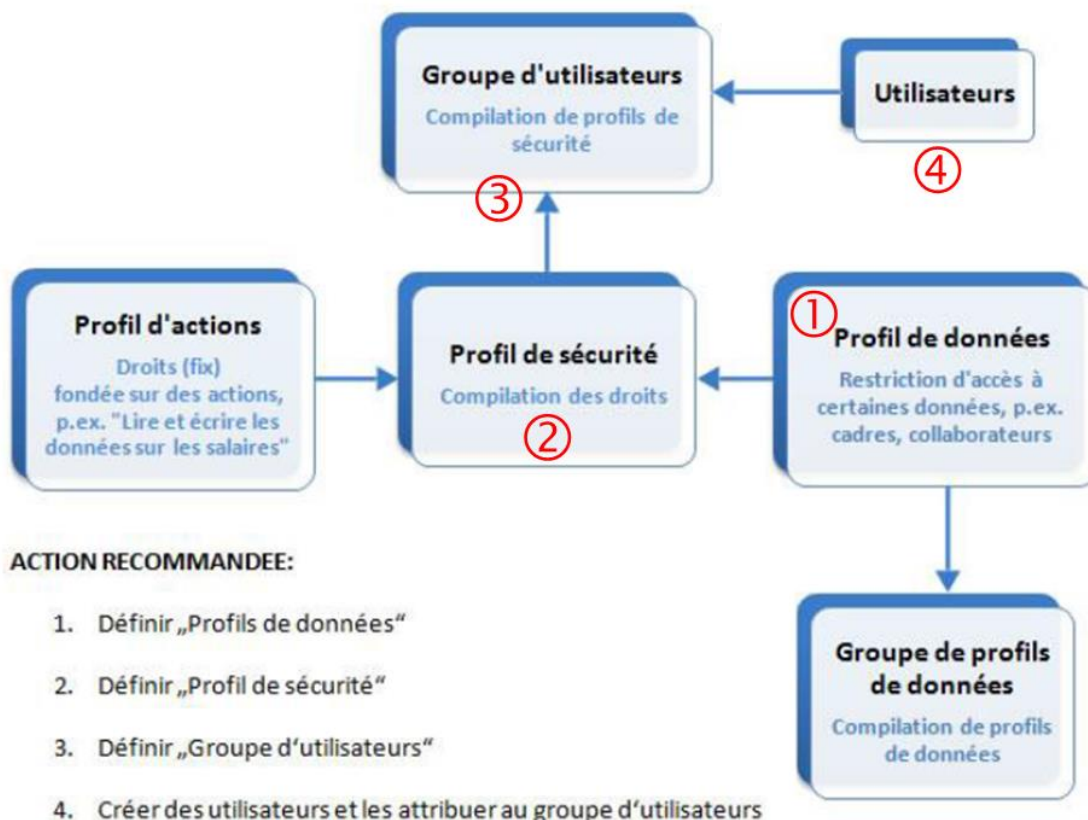 Groupe d'utilisateurs
Compilation de profils de
sécurité
③
Utilisateurs
④
Profil d'actions
Droits (fix)
fondée sur des actions,
p.ex. "Lire et écrire les
données sur les salaires"
Profil de sécurité
Compilation des droits
②
①
Profil de données
Restriction d'accès à
certaines données, p.ex.
cadres, collaborateurs
ACTION RECOMMANDEE:
1. Définir „Profils de données“
2. Définir „Profil de sécurité“
3. Définir „Groupe d‘utilisateurs“
4. Créer des utilisateurs et les attribuer au groupe d‘utilisateurs
Groupe de profils
de données
Compilation de profils
de données